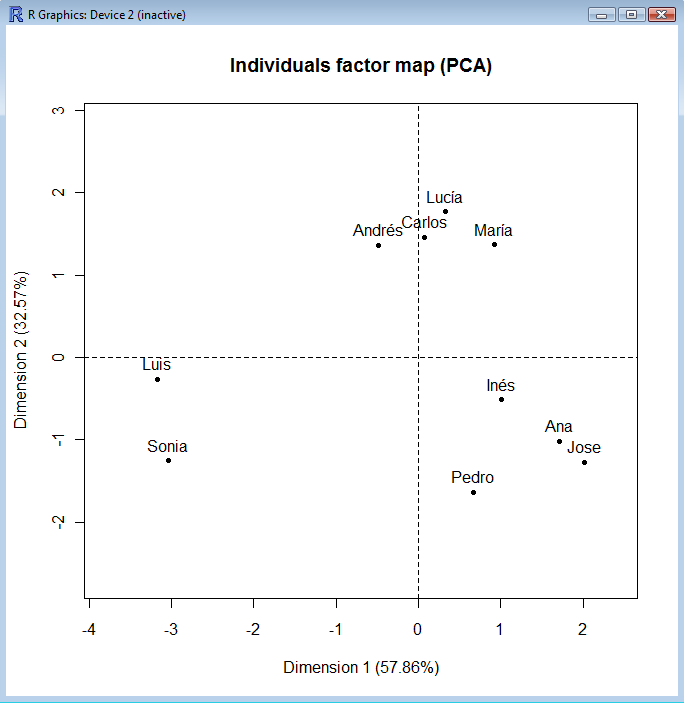 R Graphics: Device 2 (inactive)
Individuals factor map (PCA)
3
2
1
0
-1
-2
Dimension 2 (32.57%)
Lucía
Carlos
Andrés
María
Luis
Inés
Sonia
Ana
Jose
Pedro
-4 -3 -2 -1 0 1 2
Dimension 1 (57.86%)